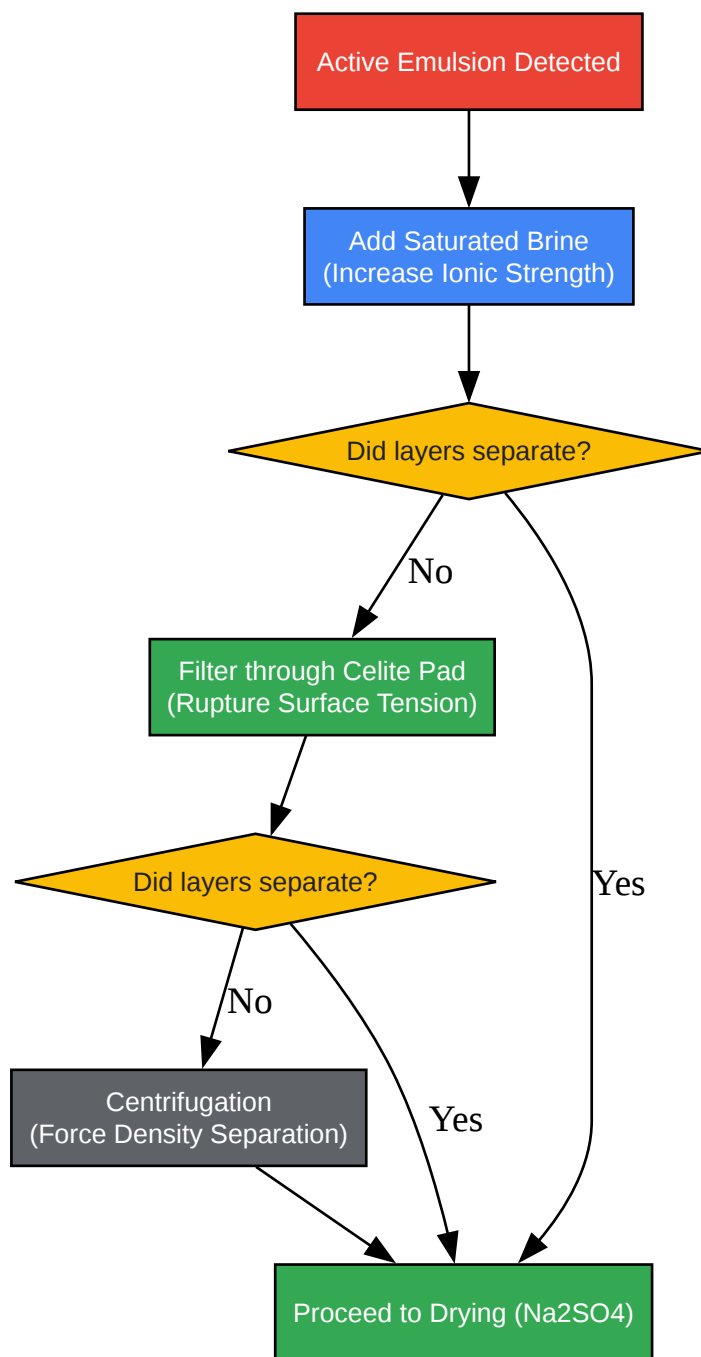 Active Emulsion Detected
Add Saturated Brine
(Increase Ionic Strength)
Did layers separate?
No
Filter through Celite Pad
(Rupture Surface Tension)
Did layers separate?
Yes
No
Centrifugation
(Force Density Separation)
Yes
Proceed to Drying (Na2SO4)